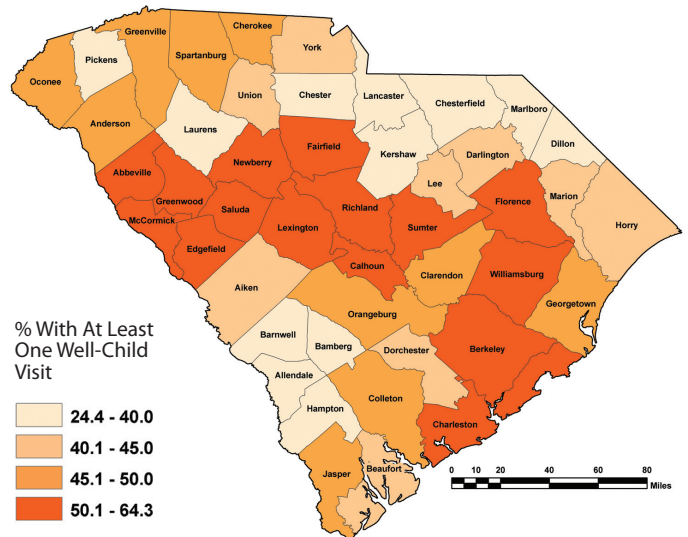 Cherokee
Greenville
York
Spartanburg
Pickens
Oconee
Union
Chester
Lancaster
Chesterfield
Marlboro
Anderson
Laurens
Dillon
Fairfield
Kershaw
Darlington
Newberry
Abbeville
Lee
Marion
Greenwood
Florence
Saluda
Richland
Horry
McCormick
Lexington
Sumter
Edgefield
Calhoun
Clarendon
Williamsburg
Aiken
Georgetown
Orangeburg
% With At Least
One Well-Child
Visit
Barnwell
Bamberg
Dorchester
Berkeley
Allendale
Colleton
24.4 - 40.0
Hampton
Charleston
40.1 - 45.0
45.1 - 50.0
Jasper
Beaufort
0 10 20 40 60 80
Miles
50.1 - 64.3